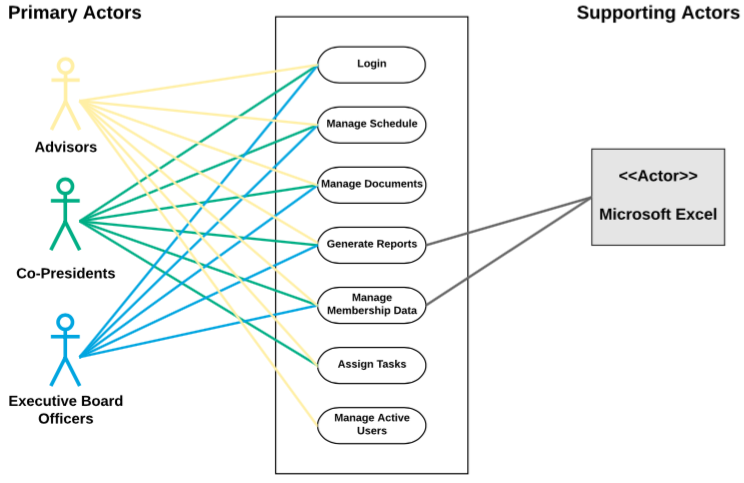 Primary Actors
Supporting Actors
Advisors
Co-Presidents
Executive Board
Officers
Login
Manage Schedule
Manage Documents
Generate Reports
Manage
Membership Data
Assign Tasks
Manage Active
Users
<<Actor>>
Microsoft Excel